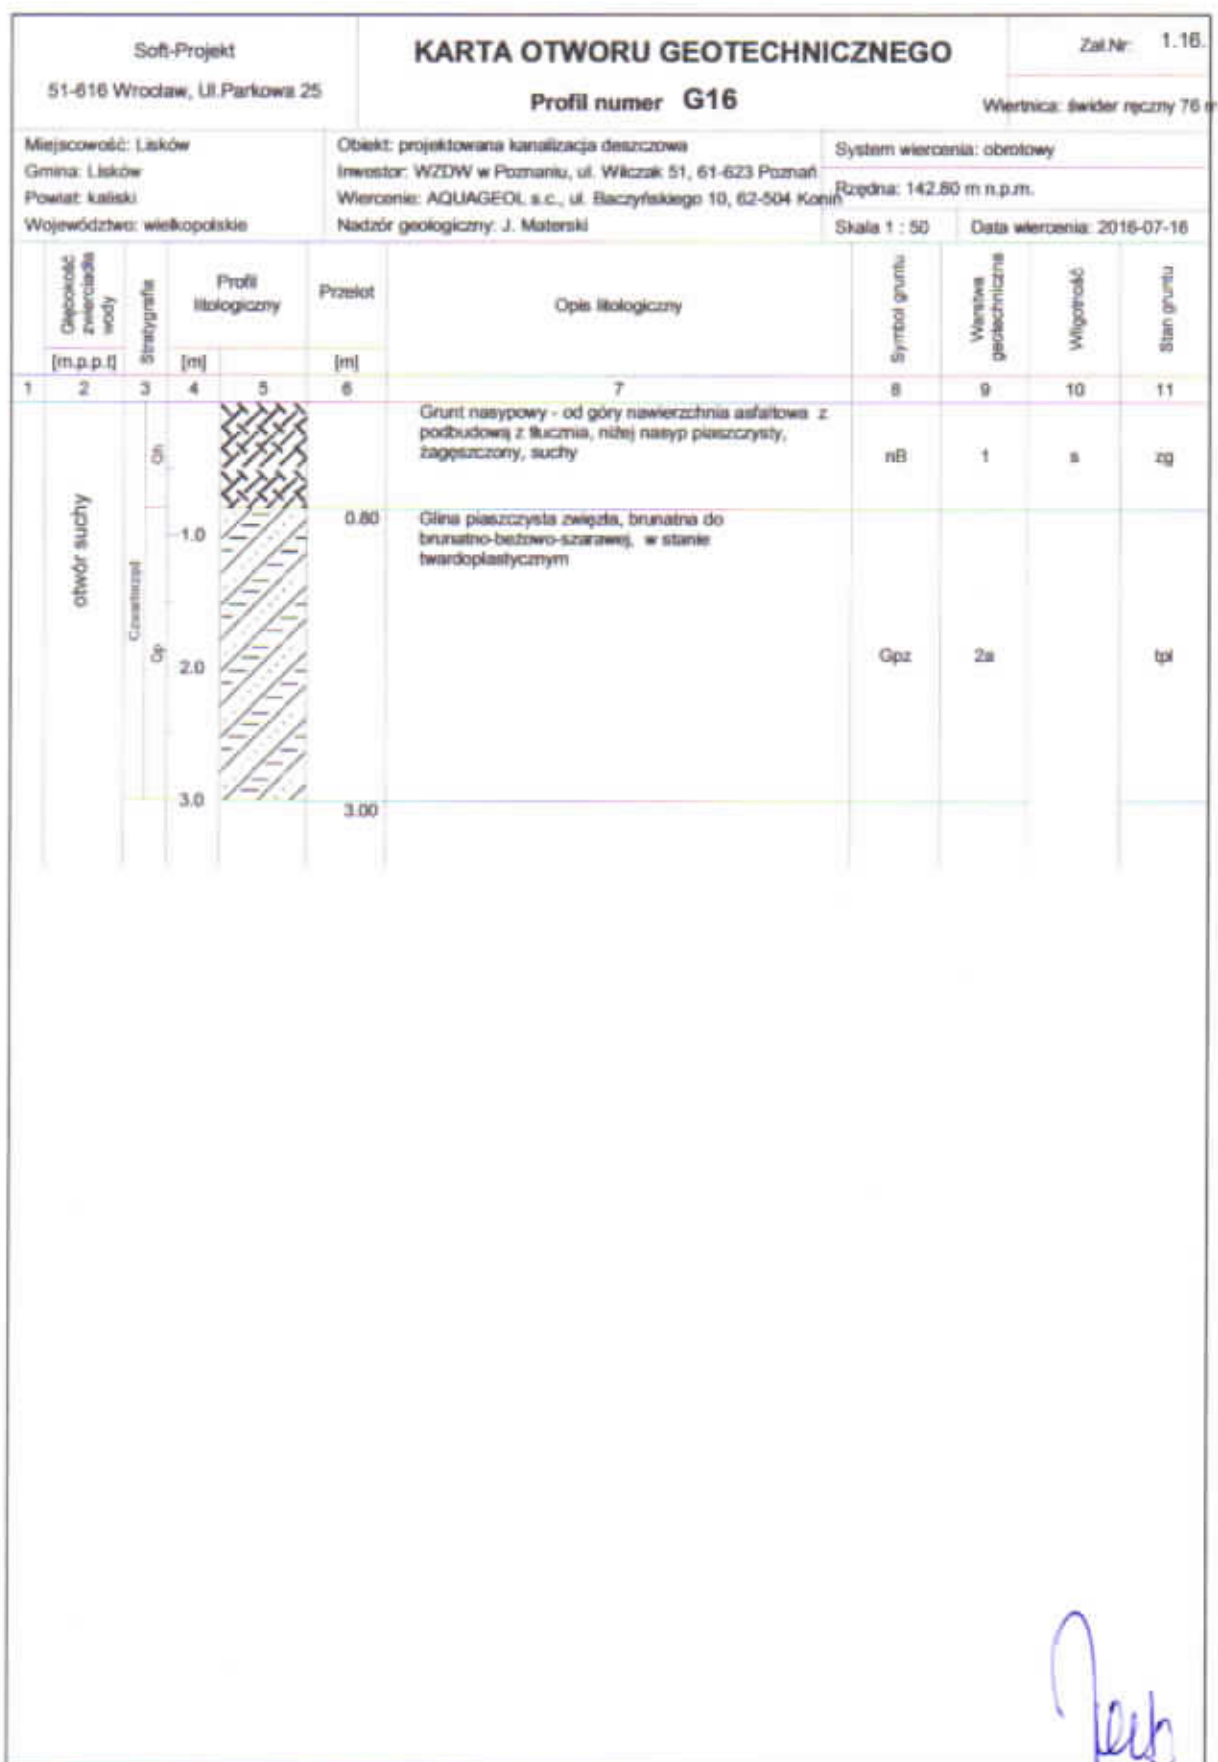 Soft-Projekt
51-616 Wrocław, Ul.Parkowa 25
KARTA OTWORU GEOTECHNICZNEGO
Profil numer G16
Zał.Nr: 1.16.
Wiertnica: świder ręczny 76
Miejscowość: Lisków
Gmina: Lisków
Powiat: kaliski
Województwo: wielkopolskie
Obiekt: projektowana kanalizacja deszczowa
Inwestor: WZDW w Poznaniu, ul. Wilczak 51, 61-623 Poznań
Wiercenie: AQUAGEOL s.c., ul. Baczyńskiego 10, 62-504 Konin
Nadzór geologiczny: J. Materski
System wiercenia: obrotowy
Rzędna: 142.80 m n.p.m.
Skala 1 : 50
Data wiercenia: 2016-07-16
Głębokość
zwierciadła
wody
[m.p.p.t]
Stratygrafia
Profil
litologiczny
[m]
Przelot
[m]
Opis litologiczny
Symbol gruntu
Warstwa
geotechniczna
Wilgotność
Stan gruntu
1 2 3 4 5 6 7 8 9 10 11
otwór suchy
Czwartorzęd
Qh
Qp
1.0
2.0
3.0
Grunt nasypowy - od góry nawierzchnia asfaltowa z
podbudową z tłucznia, niżej nasyp piaszczysty,
zagęszczony, suchy
nB 1 s zg
0.80
Glina piaszczysta zwięzła, brunatna do
brunatno-beżowo-szarawej, w stanie
twardoplastycznym
Gpz 2a tpl
3.00